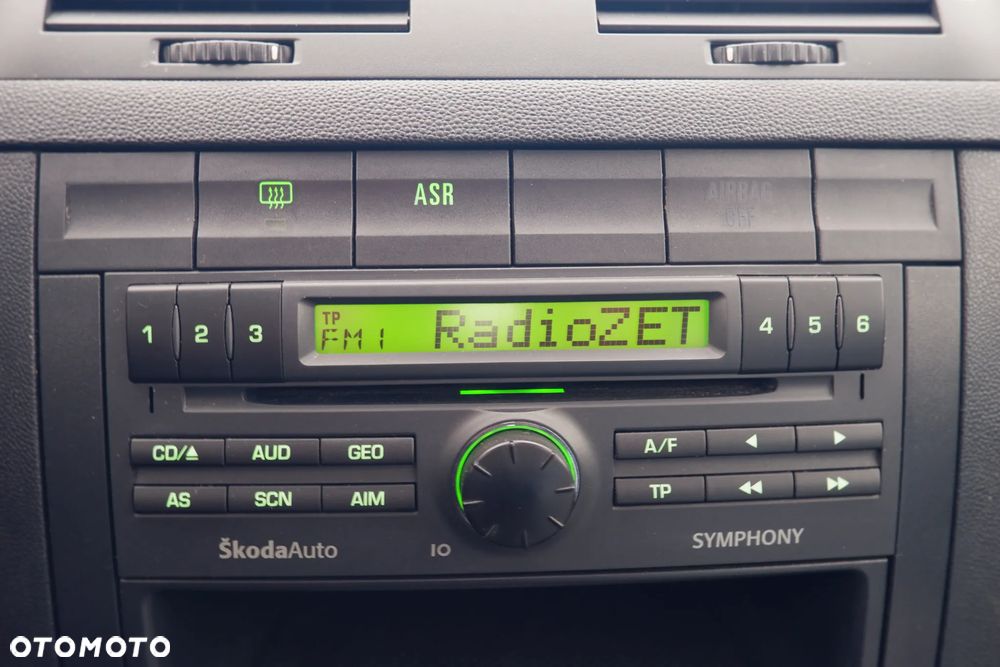 ASR
AIRBAG
OFF
1 2 3
TP
FM1 RadioZET
4 5 6
CD/⏏ AUD GEO
AS SCN AIM
A/F ◀ ▶
TP ◀◀ ▶▶
ŠkodaAuto
IO
SYMPHONY
OTOMOTO